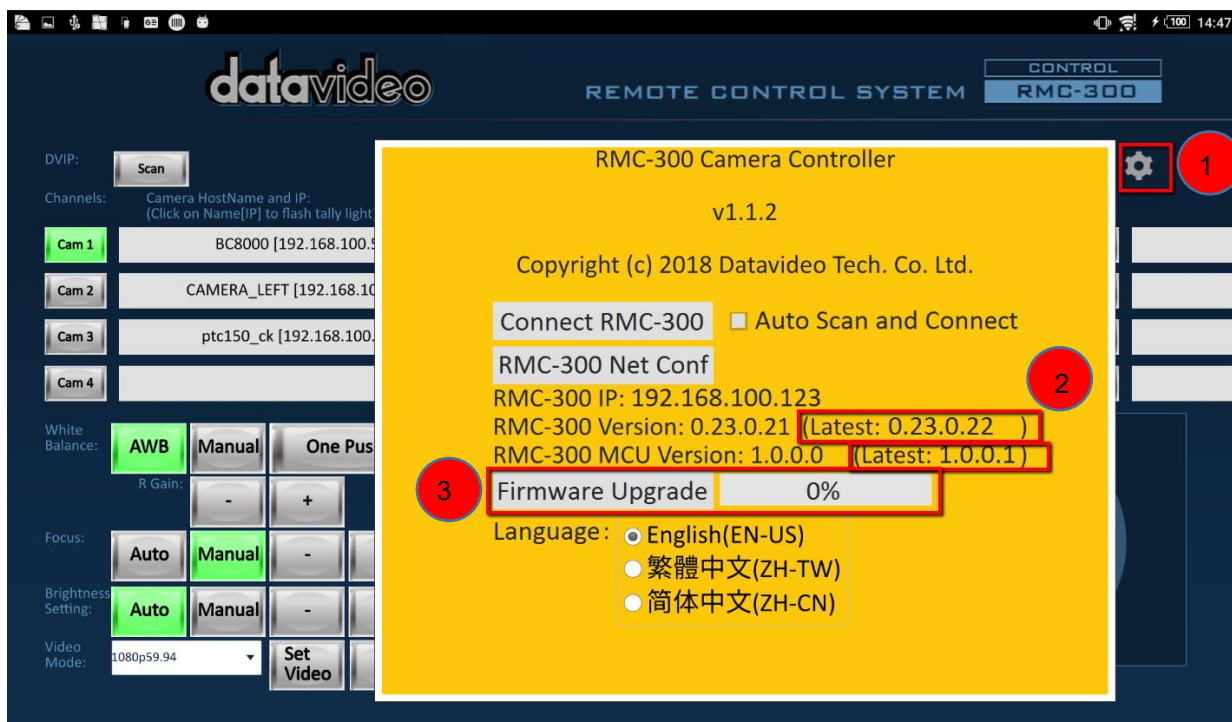 100 14:47
datavideo
REMOTE CONTROL SYSTEM
CONTROL
RMC-300
DVIP:
Scan
Channels:
Camera HostName and IP:
(Click on Name[IP] to flash tally light
Cam 1
BC8000 [192.168.100.5
Cam 2
CAMERA_LEFT [192.168.10
Cam 3
ptc150_ck [192.168.100.
Cam 4
White
Balance:
AWB
Manual
One Pus
R Gain:
-
+
Focus:
Auto
Manual
-
Brightness
Setting:
Auto
Manual
-
Video
Mode:
1080p59.94
Set
Video
RMC-300 Camera Controller
v1.1.2
Copyright (c) 2018 Datavideo Tech. Co. Ltd.
Connect RMC-300
Auto Scan and Connect
RMC-300 Net Conf
RMC-300 IP: 192.168.100.123
RMC-300 Version: 0.23.0.21 (Latest: 0.23.0.22 )
RMC-300 MCU Version: 1.0.0.0 (Latest: 1.0.0.1)
Firmware Upgrade 0%
Language: English(EN-US)
繁體中文(ZH-TW)
简体中文(ZH-CN)
1
2
3